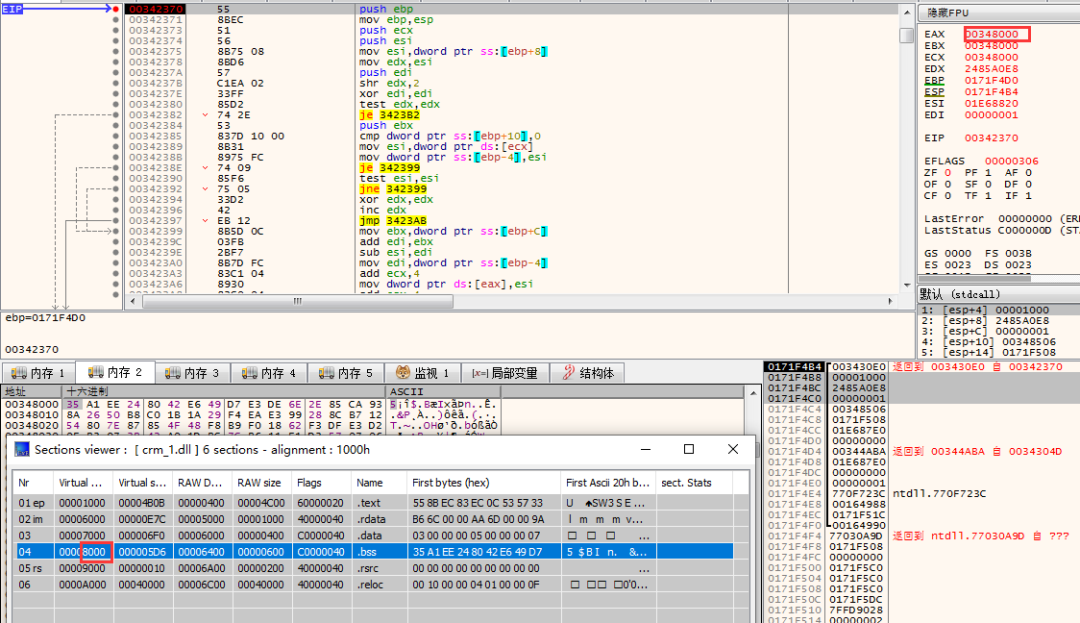 EIP
00342370 55 push ebp
00342371 8BEC mov ebp,esp
00342373 51 push ecx
00342374 56 push esi
00342375 8B75 08 mov esi,dword ptr ss:[ebp+8]
00342378 8BD6 mov edx,esi
0034237A 57 push edi
0034237B C1EA 02 shr edx,2
0034237E 33FF xor edi,edi
00342380 85D2 test edx,edx
00342382 74 2E je 3423B2
00342384 53 push ebx
00342385 837D 10 00 cmp dword ptr ss:[ebp+10],0
00342389 8B31 mov esi,dword ptr ds:[ecx]
0034238B 8975 FC mov dword ptr ss:[ebp-4],esi
0034238E 74 09 je 342399
00342390 85F6 test esi,esi
00342392 75 05 jne 342399
00342394 33D2 xor edx,edx
00342396 42 inc edx
00342397 EB 12 jmp 3423AB
00342399 8B5D 0C mov ebx,dword ptr ss:[ebp+C]
0034239C 03FB add edi,ebx
0034239E 2BF7 sub esi,edi
003423A0 8B7D FC mov edi,dword ptr ss:[ebp-4]
003423A3 83C1 04 add ecx,4
003423A6 8930 mov dword ptr ds:[eax],esi
ebp=0171F4D0
00342370
隐藏FPU
EAX 00348000
EBX 00348000
ECX 00348000
EDX 2485A0E8
EBP 0171F4D0
ESP 0171F4B4
ESI 01E68820
EDI 00000001
EIP 00342370
EFLAGS 00000306
ZF 0 PF 1 AF 0
OF 0 SF 0 DF 0
CF 0 TF 1 IF 1
LastError 00000000 (ER
LastStatus C000000D (ST
GS 0000 FS 003B
ES 0023 DS 0023
默认 (stdcall)
1: [esp+4] 00001000
2: [esp+8] 2485A0E8
3: [esp+C] 00000001
4: [esp+10] 00348506
5: [esp+14] 0171F508
内存 1 内存 2 内存 3 内存 4 内存 5 监视 1 [x=] 局部变量 结构体
地址 十六进制 ASCII
00348000 35 A1 EE 24 80 42 E6 49 D7 E3 DE 6E 2E 85 CA 93
00348010 8A 26 50 B8 C0 1B 1A 29 F4 EA E3 99 28 8C B7 12
00348020 54 80 7E 87 85 4F 48 F8 B9 F0 18 62 F3 DF E3 D2
Sections viewer : [ crm_1.dll ] 6 sections - alignment : 1000h
Nr Virtual ... Virtual s... RAW D... RAW size Flags Name First bytes (hex) First Ascii 20h b... sect. Stats
01 ep 00001000 00004B0B 00000400 00004C00 60000020 .text 55 8B EC 83 EC 0C 53 57 33
02 im 00006000 00000E7C 00005000 00001000 40000040 .rdata B6 6C 00 00 AA 6D 00 00 9A
03 00007000 000006F0 00006000 00000400 C0000040 .data 03 00 00 00 05 00 00 00 07
04 00008000 000005D6 00006400 00000600 C0000040 .bss 35 A1 EE 24 80 42 E6 49 D7
05 rs 00009000 00000010 00006A00 00000200 40000040 .rsrc 00 00 00 00 00 00 00 00 00
06 0000A000 00040000 00006C00 00040000 40000040 .reloc 00 10 00 00 04 01 00 00 0F
0171F4B4 003430E0 返回到 003430E0 自 00342370
0171F4B8 00001000
0171F4BC 2485A0E8
0171F4C0 00000001
0171F4C4 00348506
0171F4C8 0171F508
0171F4CC 01E687E0
0171F4D0 00000000
0171F4D4 00344ABA 返回到 00344ABA 自 0034304D
0171F4D8 01E687E0
0171F4DC 00000000
0171F4E0 00000001
0171F4E4 770F723C ntdll.770F723C
0171F4E8 00164988
0171F4EC 0171F51C
0171F4F0 00164990
0171F4F4 77030A9D 返回到 ntdll.77030A9D 自 ???
0171F4F8 0171F508
0171F4FC 00000000
0171F500 0171F5C0
0171F504 0171F5C0
0171F508 0171F5C0
0171F50C 0171F5DC
0171F510 7FFD9028
0171F514 00000002